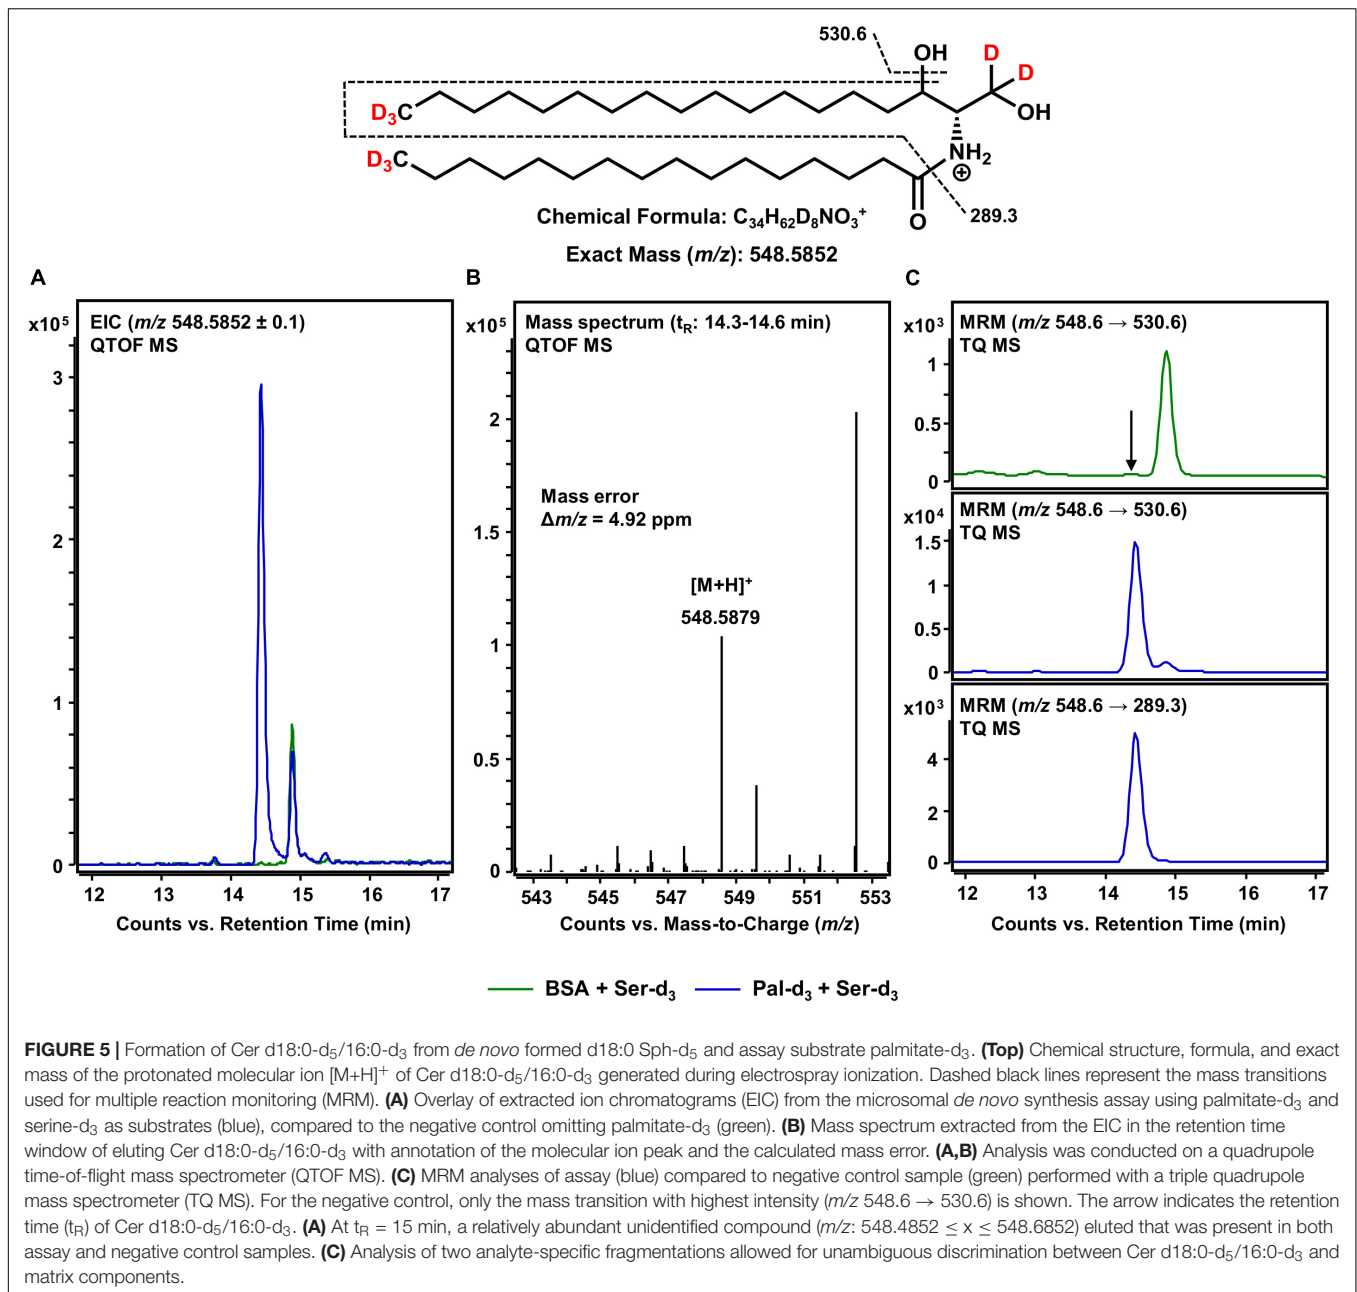 530.6
OH
D
D
D₃C
OH
D₃C
NH₂
⊕
O
289.3
Chemical Formula: C₃₄H₆₂D₈NO₃⁺
Exact Mass (m/z): 548.5852
A
x10⁵
EIC (m/z 548.5852 ± 0.1)
QTOF MS
3
2
1
0
12 13 14 15 16 17
Counts vs. Retention Time (min)
B
x10⁵
Mass spectrum (tR: 14.3-14.6 min)
QTOF MS
2
Mass error
Δm/z = 4.92 ppm
1.5
[M+H]⁺
548.5879
1
0.5
0
543 545 547 549 551 553
Counts vs. Mass-to-Charge (m/z)
C
x10³
MRM (m/z 548.6 → 530.6)
TQ MS
1
0.5
0
x10⁴
MRM (m/z 548.6 → 530.6)
TQ MS
1.5
1
0.5
0
x10³
MRM (m/z 548.6 → 289.3)
TQ MS
4
2
0
12 13 14 15 16 17
Counts vs. Retention Time (min)
BSA + Ser-d₃ Pal-d₃ + Ser-d₃
FIGURE 5 | Formation of Cer d18:0-d₅/16:0-d₃ from de novo formed d18:0 Sph-d₅ and assay substrate palmitate-d₃. (Top) Chemical structure, formula, and exact
mass of the protonated molecular ion [M+H]⁺ of Cer d18:0-d₅/16:0-d₃ generated during electrospray ionization. Dashed black lines represent the mass transitions
used for multiple reaction monitoring (MRM). (A) Overlay of extracted ion chromatograms (EIC) from the microsomal de novo synthesis assay using palmitate-d₃ and
serine-d₃ as substrates (blue), compared to the negative control omitting palmitate-d₃ (green). (B) Mass spectrum extracted from the EIC in the retention time
window of eluting Cer d18:0-d₅/16:0-d₃ with annotation of the molecular ion peak and the calculated mass error. (A,B) Analysis was conducted on a quadrupole
time-of-flight mass spectrometer (QTOF MS). (C) MRM analyses of assay (blue) compared to negative control sample (green) performed with a triple quadrupole
mass spectrometer (TQ MS). For the negative control, only the mass transition with highest intensity (m/z 548.6 → 530.6) is shown. The arrow indicates the retention
time (tR) of Cer d18:0-d₅/16:0-d₃. (A) At tR = 15 min, a relatively abundant unidentified compound (m/z: 548.4852 ≤ x ≤ 548.6852) eluted that was present in both
assay and negative control samples. (C) Analysis of two analyte-specific fragmentations allowed for unambiguous discrimination between Cer d18:0-d₅/16:0-d₃ and
matrix components.